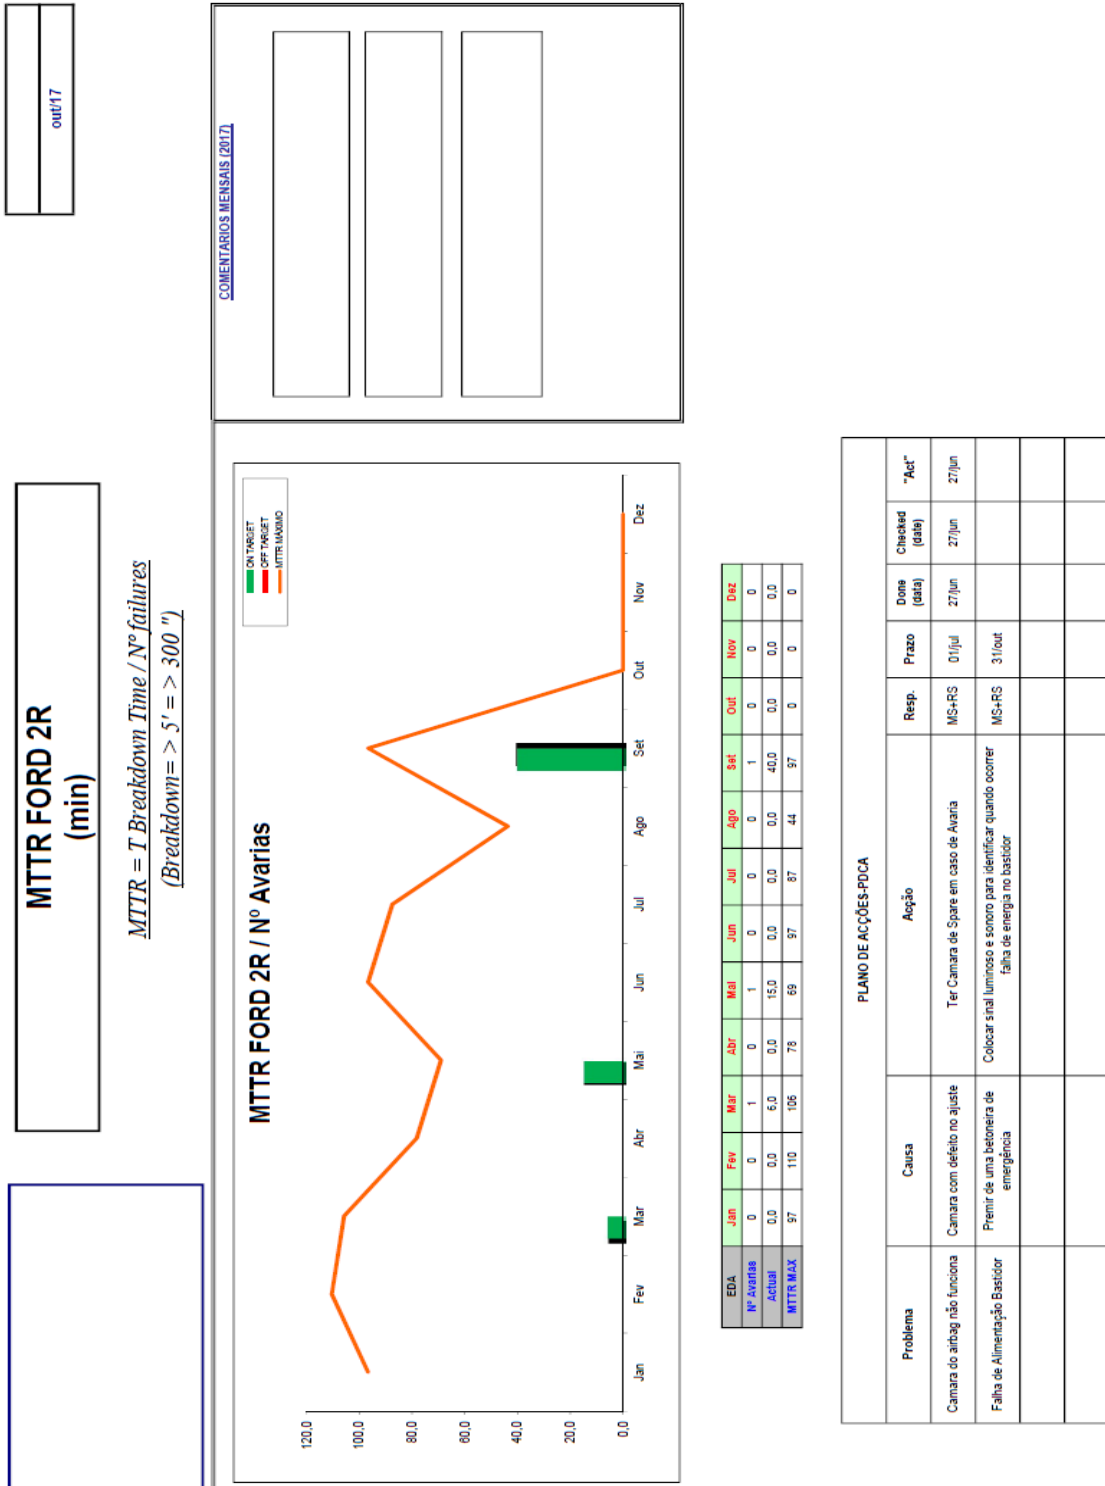 out/17
MTTR FORD 2R
(min)
MTTR = T Breakdown Time / Nº failures
(Breakdown= > 5' = > 300 ")
COMENTARIOS MENSAIS (2017)
MTTR FORD 2R / Nº Avarias
ON TARGET
OFF TARGET
MTTR MÁXIMO
120,0
100,0
80,0
60,0
40,0
20,0
0,0
Jan Fev Mar Abr Mai Jun Jul Ago Set Out Nov Dez
EDA Jan Fev Mar Abr Mai Jun Jul Ago Set Out Nov Dez
Nº Avarias 0 0 1 0 1 0 0 0 1 0 0 0
Actual 0,0 0,0 6,0 0,0 15,0 0,0 0,0 0,0 40,0 0,0 0,0 0,0
MTTR MAX 97 110 106 78 69 97 87 44 97 0 0 0
PLANO DE ACÇÕES-PDCA
Problema Causa Acção Resp. Prazo Done (data) Checked (date) "Act"
Camara do airbag não funciona Camara com defeito no ajuste Ter Camara de Spare em caso de Avaria MS+RS 01/jul 27/jun 27/jun 27/jun
Falha de Alimentação Bastidor Premir de uma betoneira de emergência Colocar sinal luminoso e sonoro para identificar quando ocorrer falha de energia no bastidor MS+RS 31/out